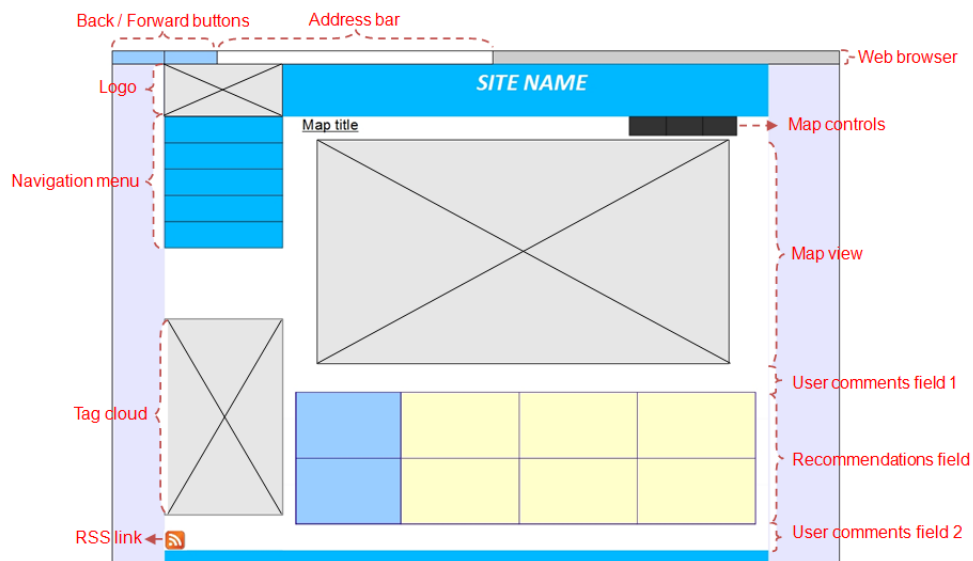 Back / Forward buttons
Address bar
Web browser
Logo
SITE NAME
Map title
Map controls
Navigation menu
Map view
User comments field 1
Tag cloud
Recommendations field
RSS link
User comments field 2